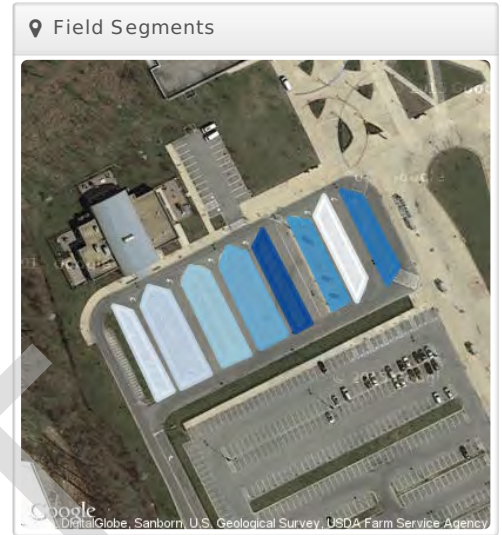 Field Segments
Google
DigitalGlobe, Sanborn, U.S. Geological Survey, USDA Farm Service Agency